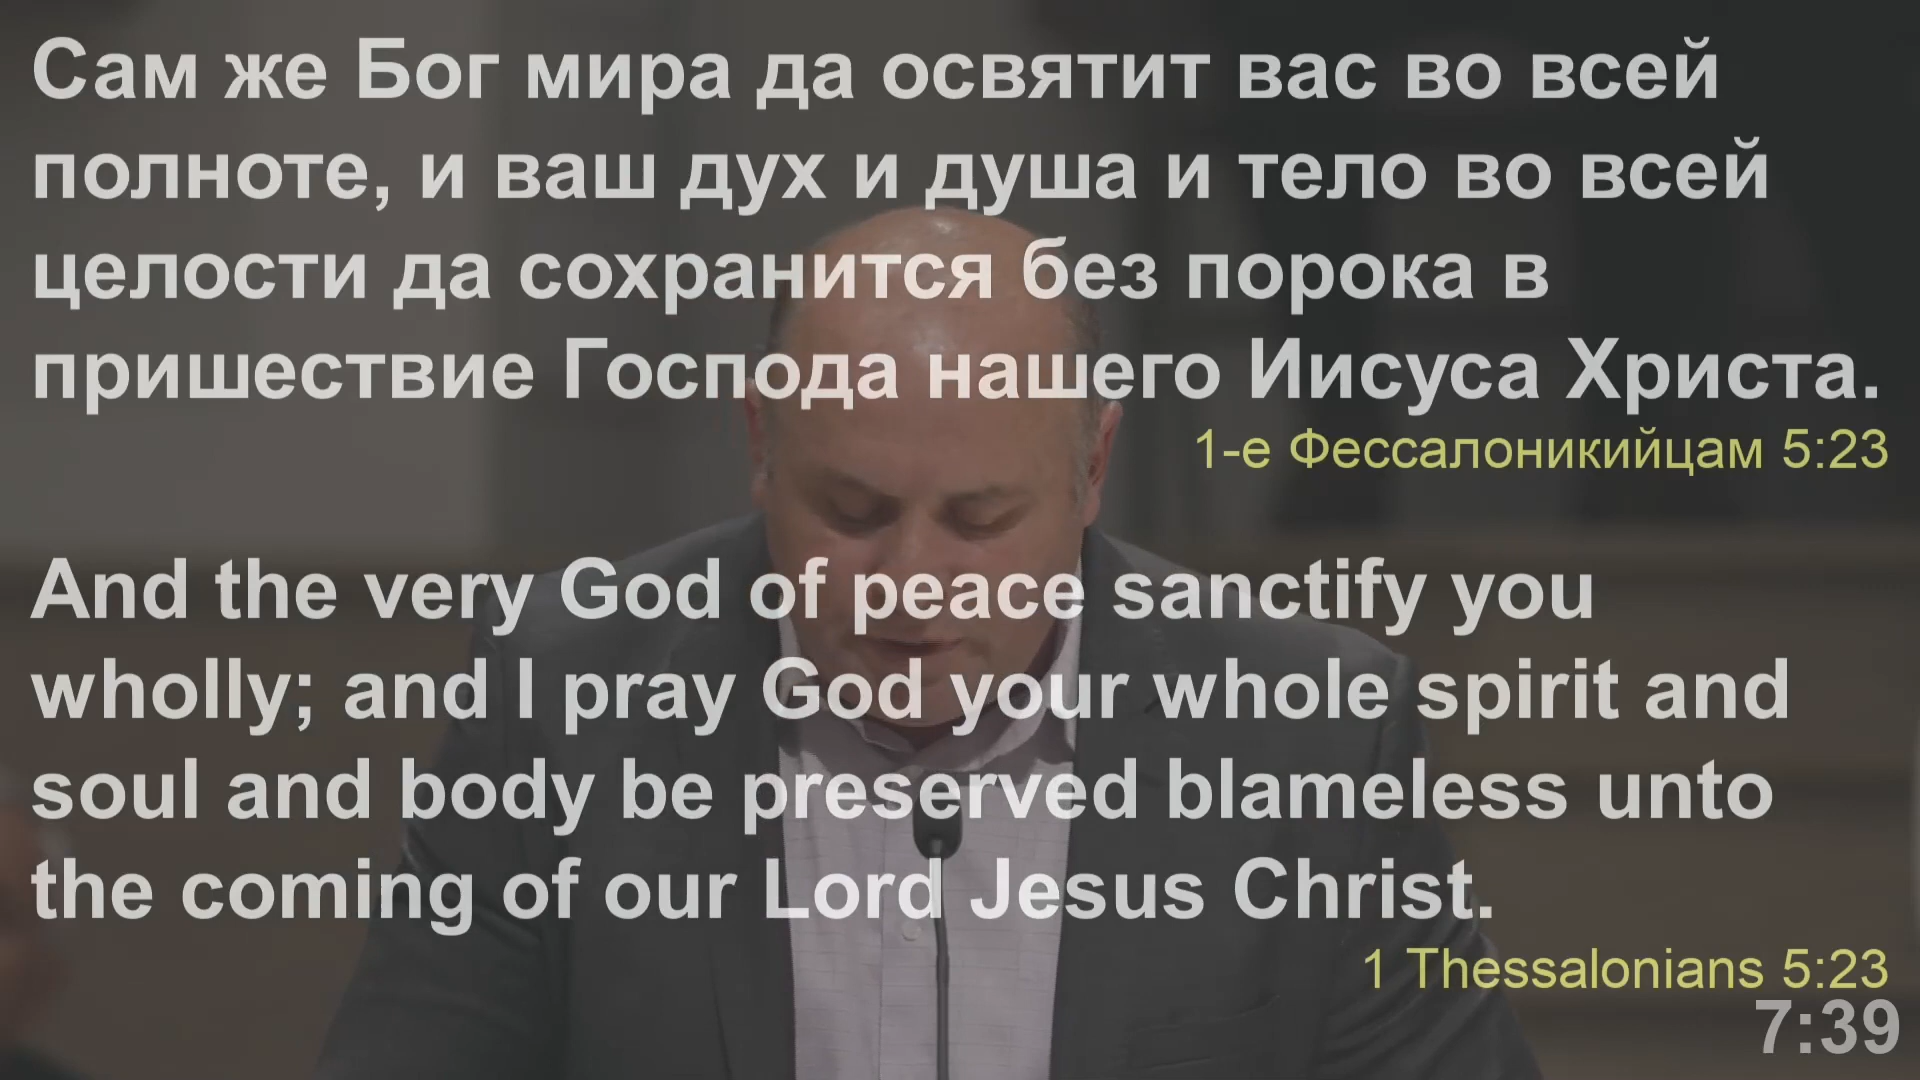 Сам же Бог мира да освятит вас во всей
полноте, и ваш дух и душа и тело во всей
целости да сохранится без порока в
пришествие Господа нашего Иисуса Христа.
1-е Фессалоникийцам 5:23
And the very God of peace sanctify you
wholly; and I pray God your whole spirit and
soul and body be preserved blameless unto
the coming of our Lord Jesus Christ.
1 Thessalonians 5:23
7:39